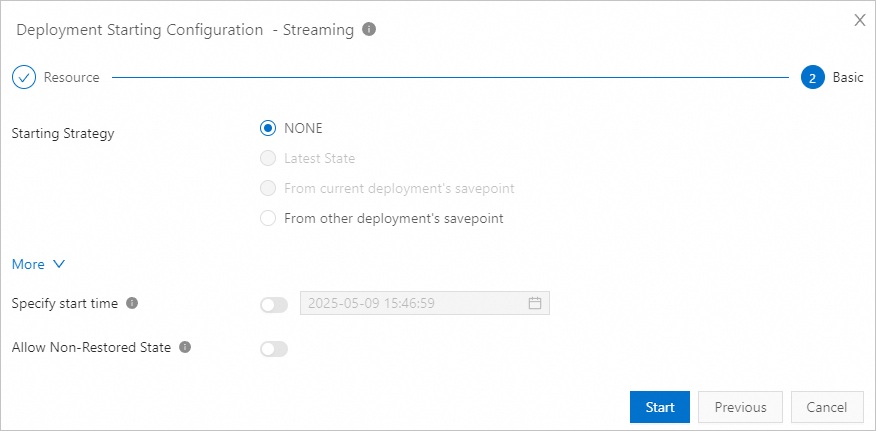 Deployment Starting Configuration - Streaming
Resource
2 Basic
Starting Strategy
NONE
Latest State
From current deployment's savepoint
From other deployment's savepoint
More
Specify start time
2025-05-09 15:46:59
Allow Non-Restored State
Start Previous Cancel